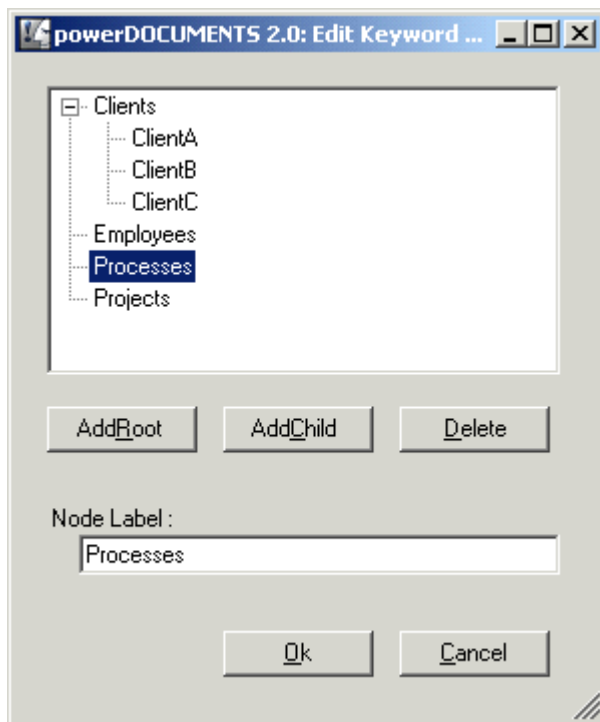 powerDOCUMENTS 2.0: Edit Keyword ...
Clients
ClientA
ClientB
ClientC
Employees
Processes
Projects
AddRoot AddChild Delete
Node Label :
Processes
Ok Cancel